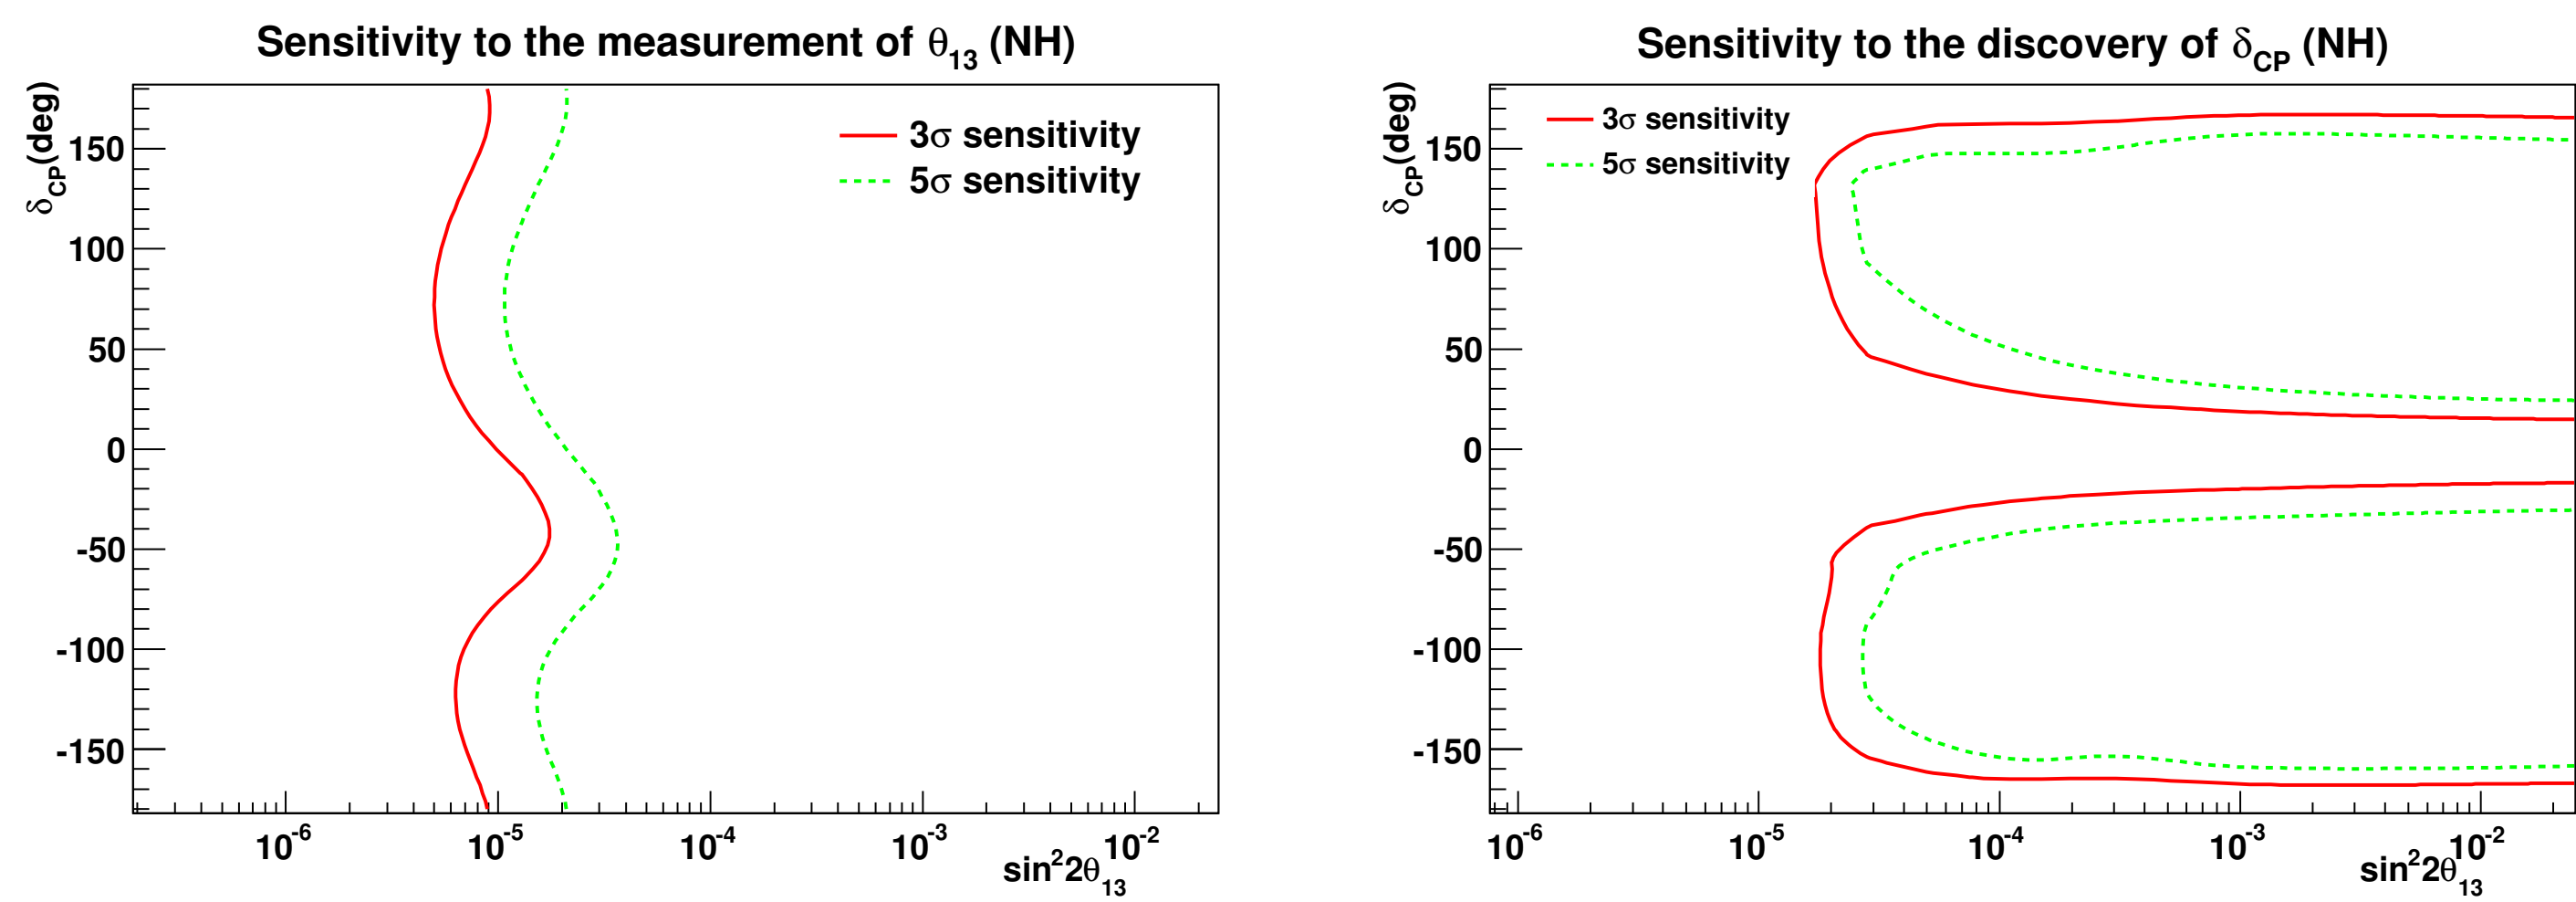 Sensitivity to the measurement of θ13 (NH)
δCP(deg)
3σ sensitivity
5σ sensitivity
150
100
50
0
-50
-100
-150
10-6 10-5 10-4 10-3 10-2
sin²2θ13
Sensitivity to the discovery of δCP (NH)
δCP(deg)
3σ sensitivity
5σ sensitivity
150
100
50
0
-50
-100
-150
10-6 10-5 10-4 10-3 10-2
sin²2θ13